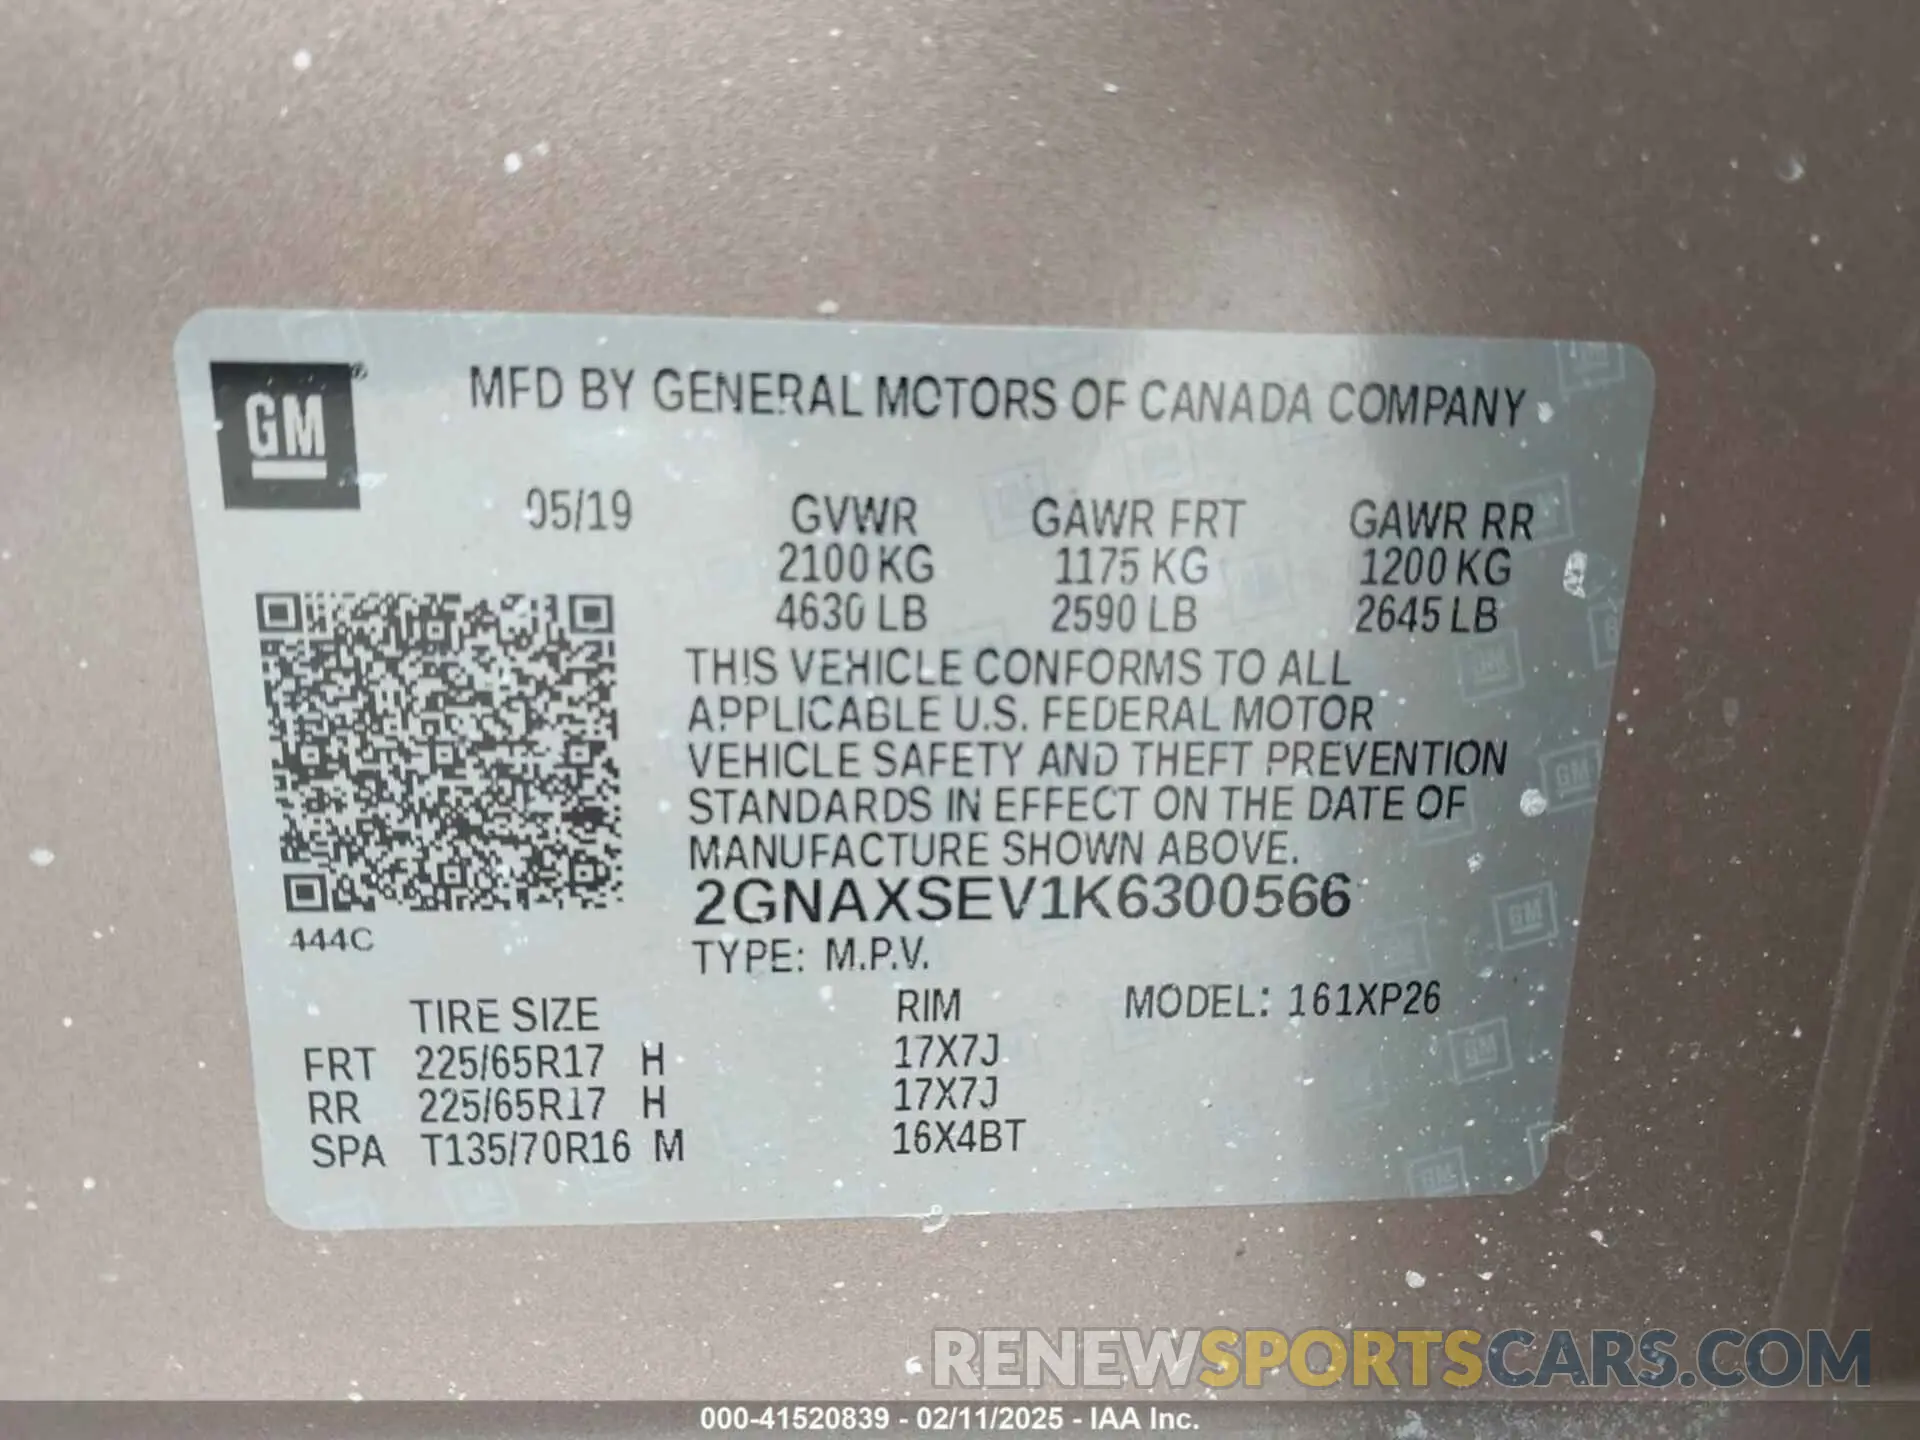 GM®
MFD BY GENERAL MOTORS OF CANADA COMPANY
05/19 GVWR GAWR FRT GAWR RR
2100 KG 1175 KG 1200 KG
4630 LB 2590 LB 2645 LB
THIS VEHICLE CONFORMS TO ALL
APPLICABLE U.S. FEDERAL MOTOR
VEHICLE SAFETY AND THEFT PREVENTION
STANDARDS IN EFFECT ON THE DATE OF
MANUFACTURE SHOWN ABOVE.
2GNAXSEV1K6300566
444C
TYPE: M.P.V.
TIRE SIZE RIM MODEL: 161XP26
FRT 225/65R17 H 17X7J
RR 225/65R17 H 17X7J
SPA T135/70R16 M 16X4BT
RENEWSPORTSCARS.COM
000-41520839 - 02/11/2025 - IAA Inc.